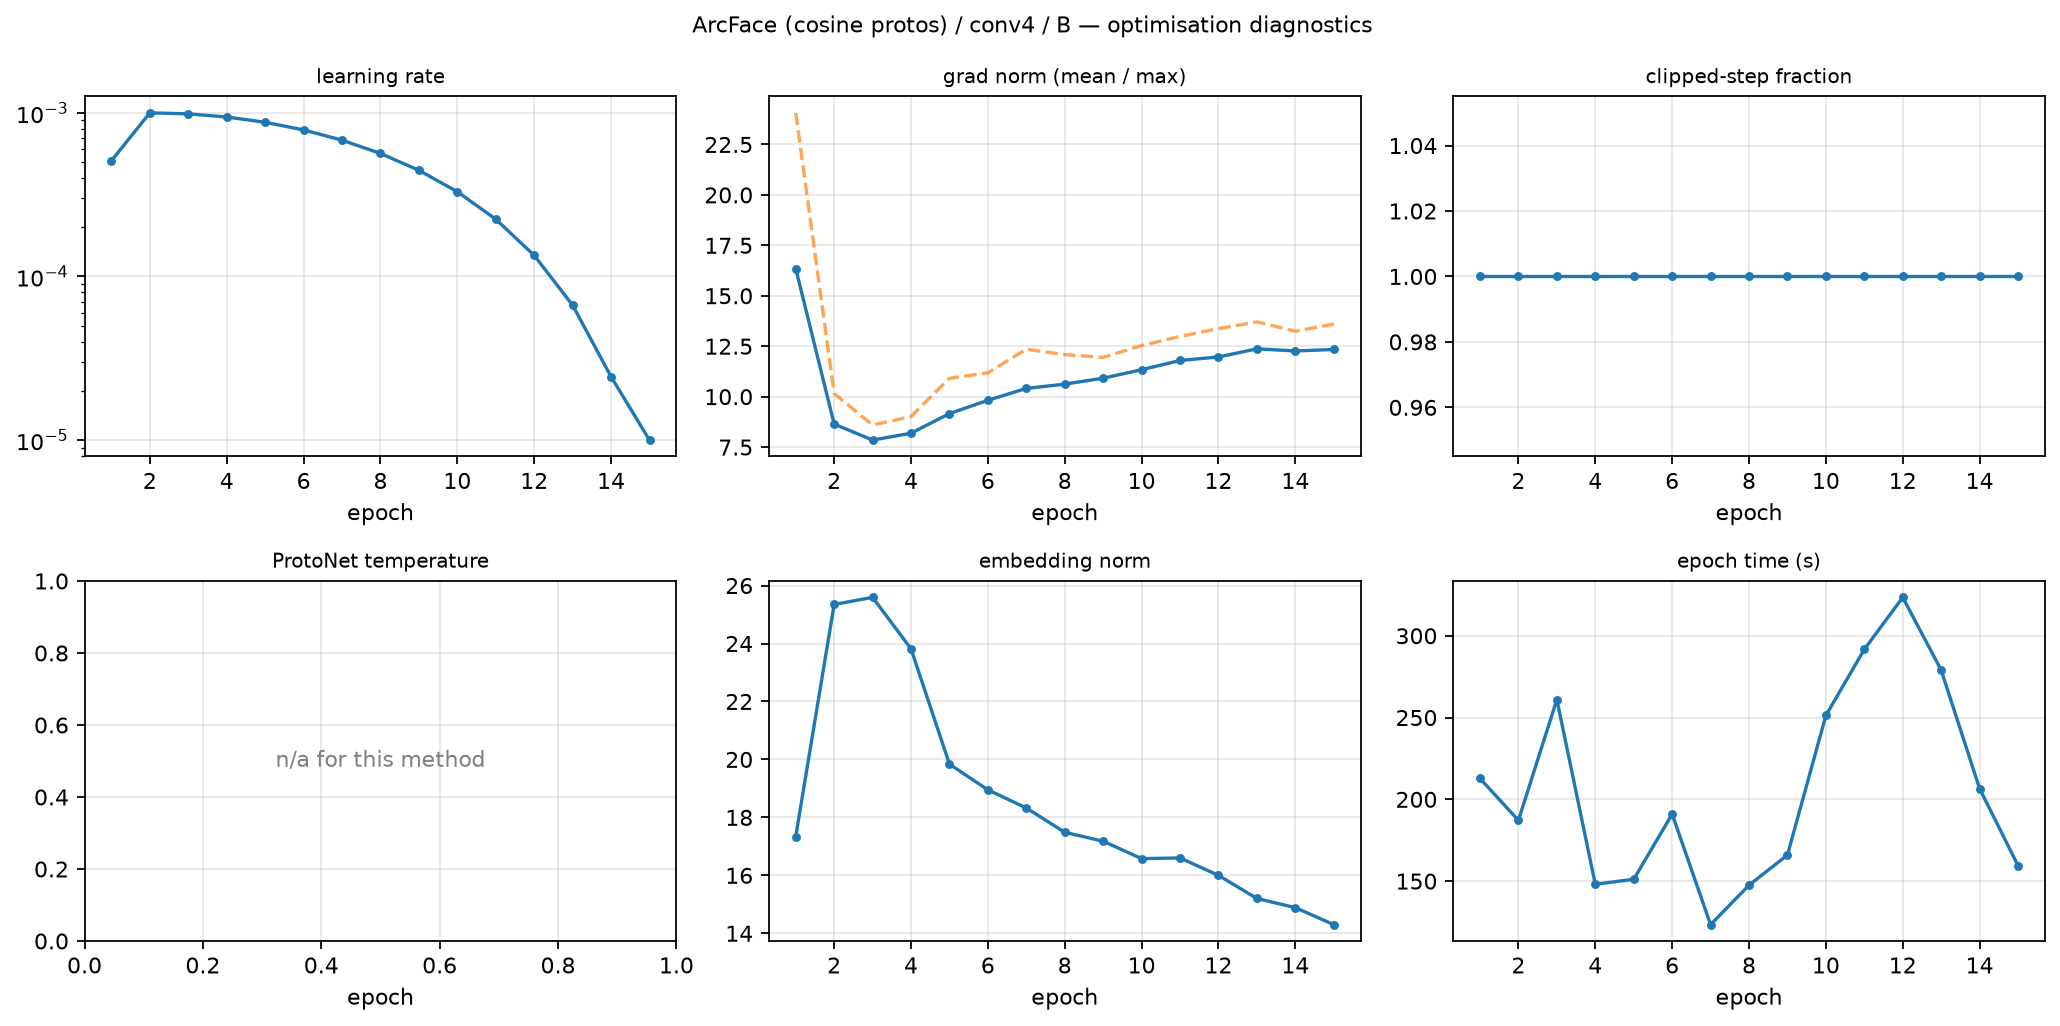 ArcFace (cosine protos) / conv4 / B — optimisation diagnostics
learning rate
10⁻³
10⁻⁴
10⁻⁵
2 4 6 8 10 12 14
epoch
grad norm (mean / max)
22.5
20.0
17.5
15.0
12.5
10.0
7.5
2 4 6 8 10 12 14
epoch
clipped-step fraction
1.04
1.02
1.00
0.98
0.96
2 4 6 8 10 12 14
epoch
ProtoNet temperature
1.0
0.8
0.6
0.4
0.2
0.0
n/a for this method
0.0 0.2 0.4 0.6 0.8 1.0
epoch
embedding norm
26
24
22
20
18
16
14
2 4 6 8 10 12 14
epoch
epoch time (s)
300
250
200
150
2 4 6 8 10 12 14
epoch